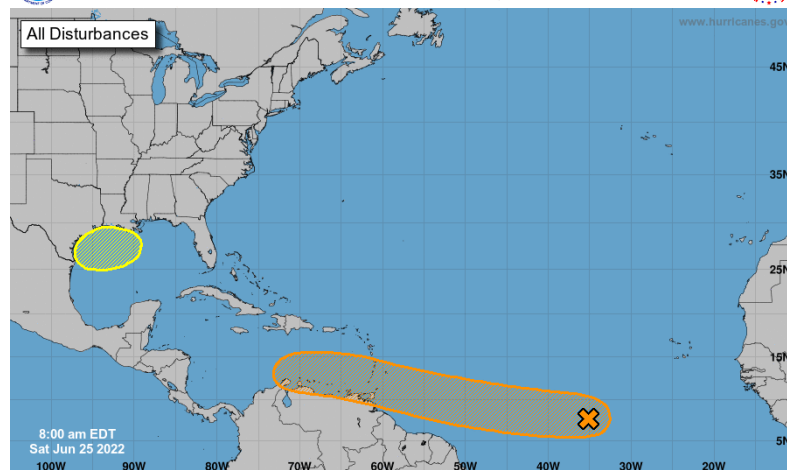 All Disturbances
www.hurricanes.gov
45N
35N
25N
15N
5N
8:00 am EDT
Sat Jun 25 2022
100W 90W 80W 70W 60W 50W 40W 30W 20W 10W